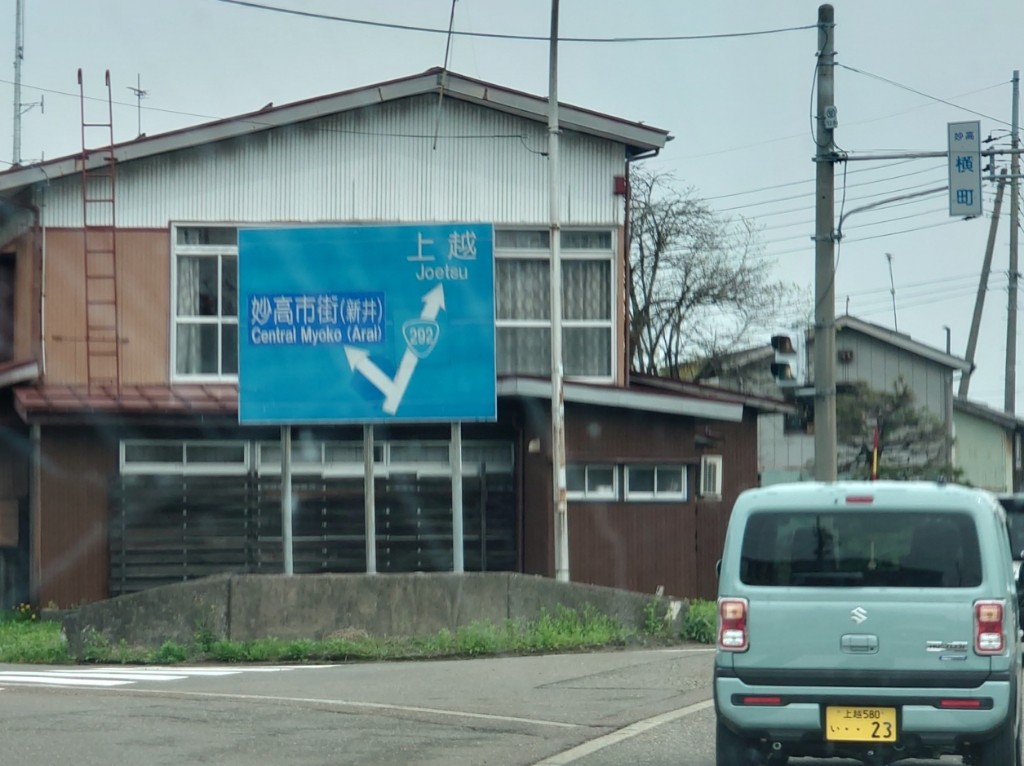 上越
Joetsu
妙高市街(新井)
Central Myoko (Arai)
292
妙高
横町
上越580
い・・23